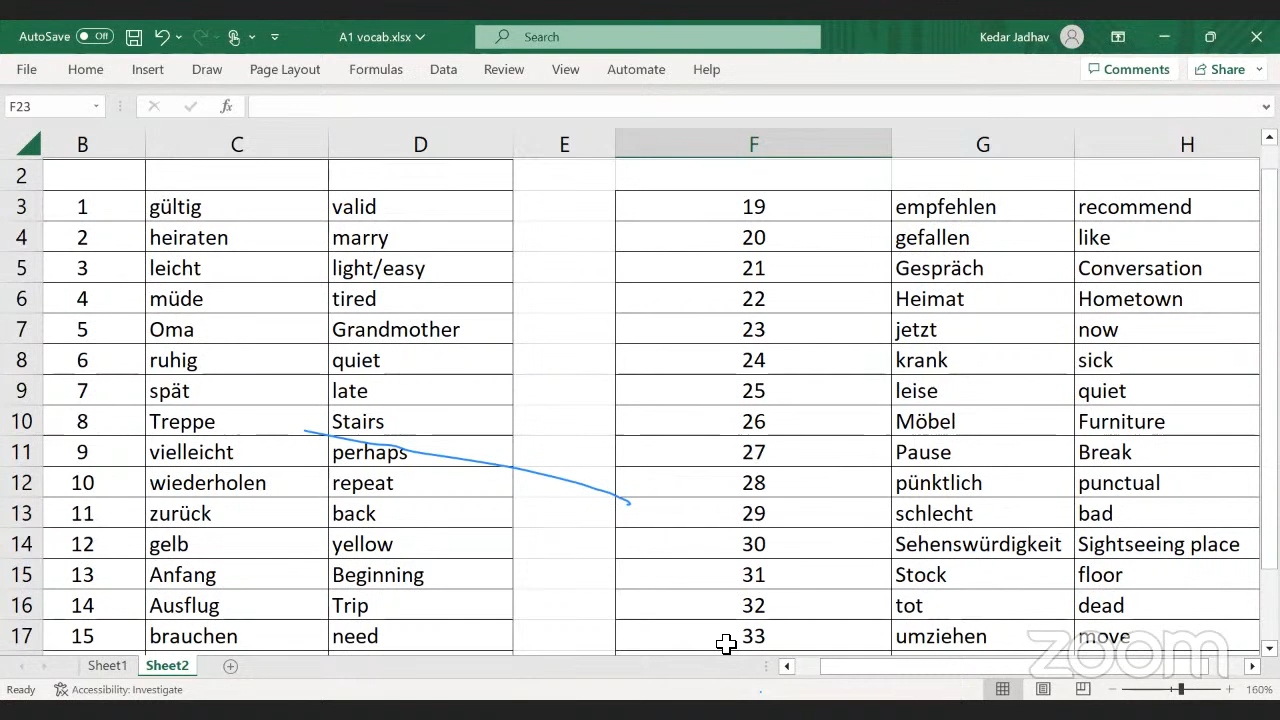 AutoSave Off A1 vocab.xlsx Search Kedar Jadhav
File Home Insert Draw Page Layout Formulas Data Review View Automate Help Comments Share
F23 fx
B C D E F G H
2
3 1 gültig valid 19 empfehlen recommend
4 2 heiraten marry 20 gefallen like
5 3 leicht light/easy 21 Gespräch Conversation
6 4 müde tired 22 Heimat Hometown
7 5 Oma Grandmother 23 jetzt now
8 6 ruhig quiet 24 krank sick
9 7 spät late 25 leise quiet
10 8 Treppe Stairs 26 Möbel Furniture
11 9 vielleicht perhaps 27 Pause Break
12 10 wiederholen repeat 28 pünktlich punctual
13 11 zurück back 29 schlecht bad
14 12 gelb yellow 30 Sehenswürdigkeit Sightseeing place
15 13 Anfang Beginning 31 Stock floor
16 14 Ausflug Trip 32 tot dead
17 15 brauchen need 33 umziehen move
zoom
Sheet1 Sheet2
Ready Accessibility: Investigate 160%